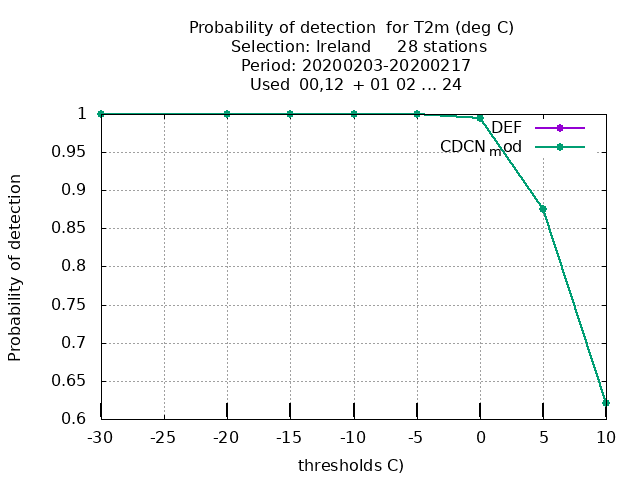 Probability of detection  for T2m (deg C)
Selection: Ireland     28 stations
Period: 20200203-20200217
Used  00,12  + 01 02 ... 24
DEF
CDCNmod
Probability of detection
1
0.95
0.9
0.85
0.8
0.75
0.7
0.65
0.6
-30 -25 -20 -15 -10 -5 0 5 10
thresholds C)